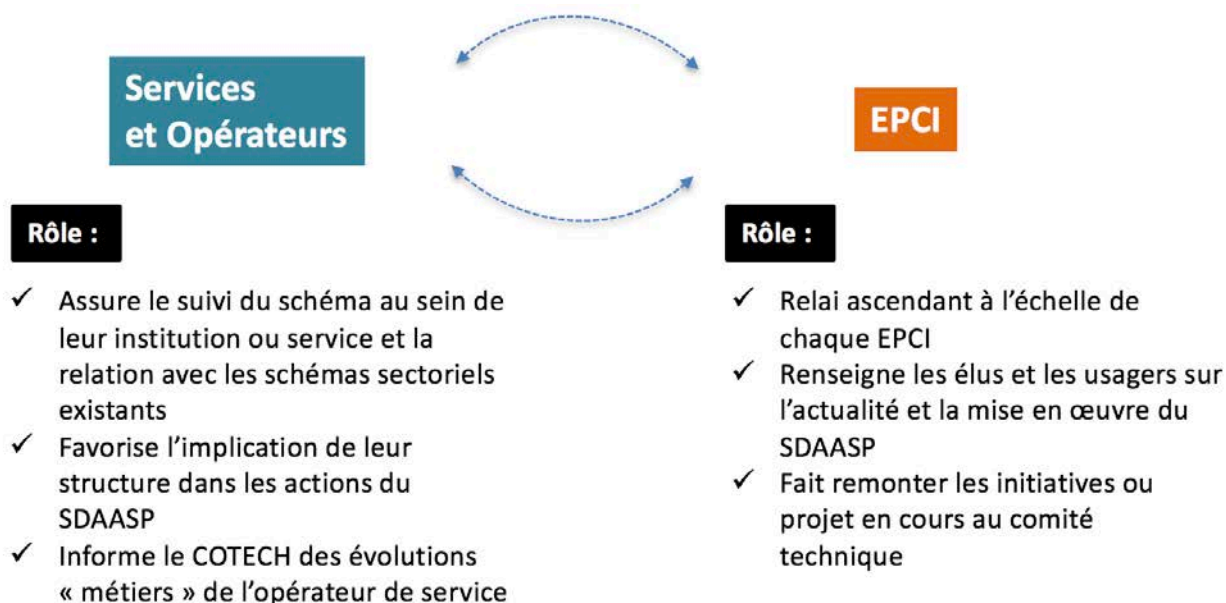 Services
et Opérateurs
EPCI
Rôle :
✓ Assure le suivi du schéma au sein de
leur institution ou service et la
relation avec les schémas sectoriels
existants
✓ Favorise l’implication de leur
structure dans les actions du
SDAASP
✓ Informe le COTECH des évolutions
« métiers » de l’opérateur de service
Rôle :
✓ Relai ascendant à l’échelle de
chaque EPCI
✓ Renseigne les élus et les usagers sur
l’actualité et la mise en œuvre du
SDAASP
✓ Fait remonter les initiatives ou
projet en cours au comité
technique